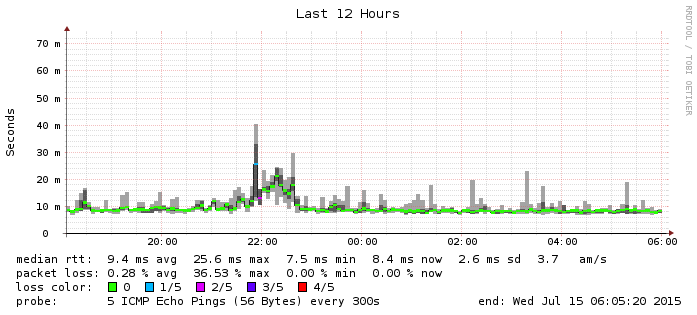 Last 12 Hours
RRDTOOL / TOBI OETIKER
Seconds
70 m
60 m
50 m
40 m
30 m
20 m
10 m
0
20:00 22:00 00:00 02:00 04:00 06:00
median rtt: 9.4 ms avg 25.6 ms max 7.5 ms min 8.4 ms now 2.6 ms sd 3.7 am/s
packet loss: 0.28 % avg 36.53 % max 0.00 % min 0.00 % now
loss color: 0 1/5 2/5 3/5 4/5
probe: 5 ICMP Echo Pings (56 Bytes) every 300s end: Wed Jul 15 06:05:20 2015